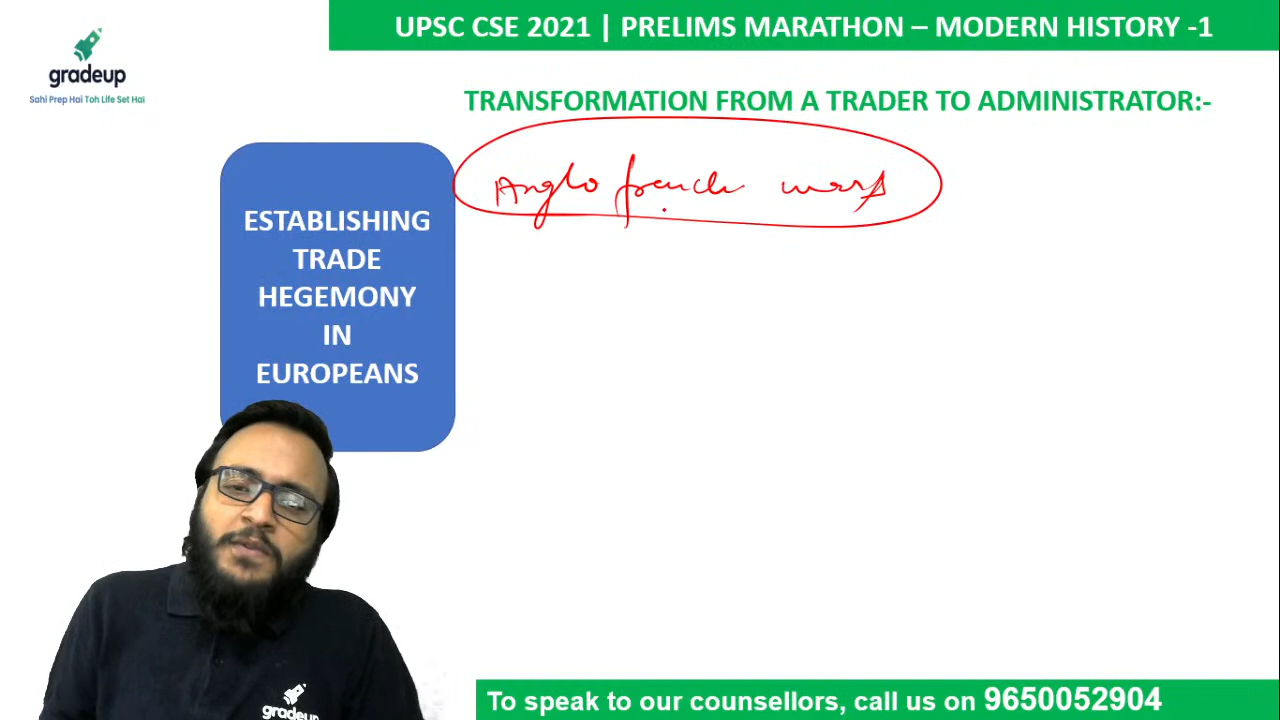 UPSC CSE 2021 | PRELIMS MARATHON – MODERN HISTORY -1
gradeup
Sahi Prep Hai Toh Life Set Hai
TRANSFORMATION FROM A TRADER TO ADMINISTRATOR:-
Anglo french wars
ESTABLISHING
TRADE
HEGEMONY
IN
EUROPEANS
gradeup
To speak to our counsellors, call us on 9650052904